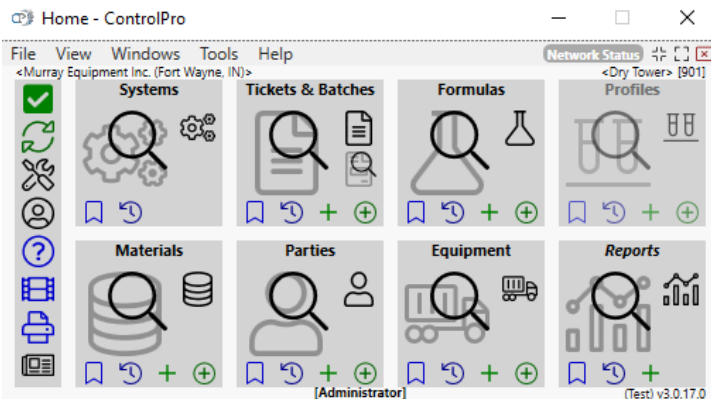 Home - ControlPro
File View Windows Tools Help Network Status
<Murray Equipment Inc. (Fort Wayne, IN)> <Dry Tower> [901]
Systems Tickets & Batches Formulas Profiles
Materials Parties Equipment Reports
[Administrator] (Test) v3.0.17.0